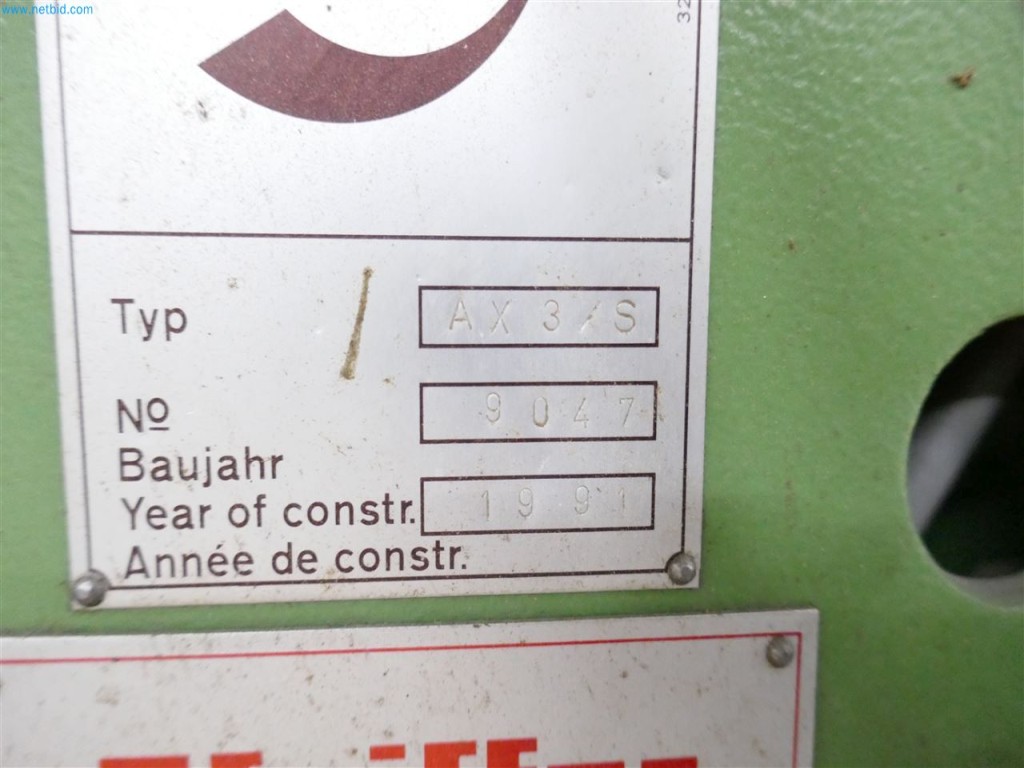 www.netbid.com
32
Typ AX 3/S
Nº 9047
Baujahr
Year of constr. 1991
Année de constr.